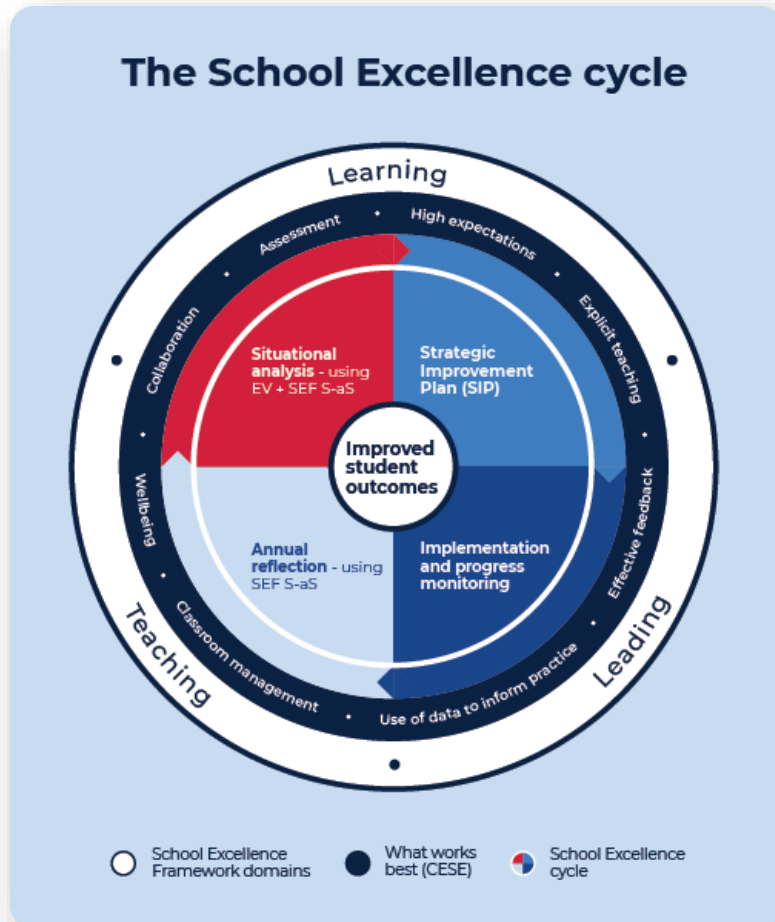 The School Excellence cycle
Learning
Assessment • High expectations
Collaboration
Explicit teaching
Situational
analysis - using
EV + SEF S-aS
Strategic
Improvement
Plan (SIP)
Improved
student
outcomes
Wellbeing
Effective feedback
Annual
reflection - using
SEF S-aS
Implementation
and progress
monitoring
Classroom management
Use of data to inform practice
Teaching
Leading
School Excellence
Framework domains
What works
best (CESE)
School Excellence
cycle